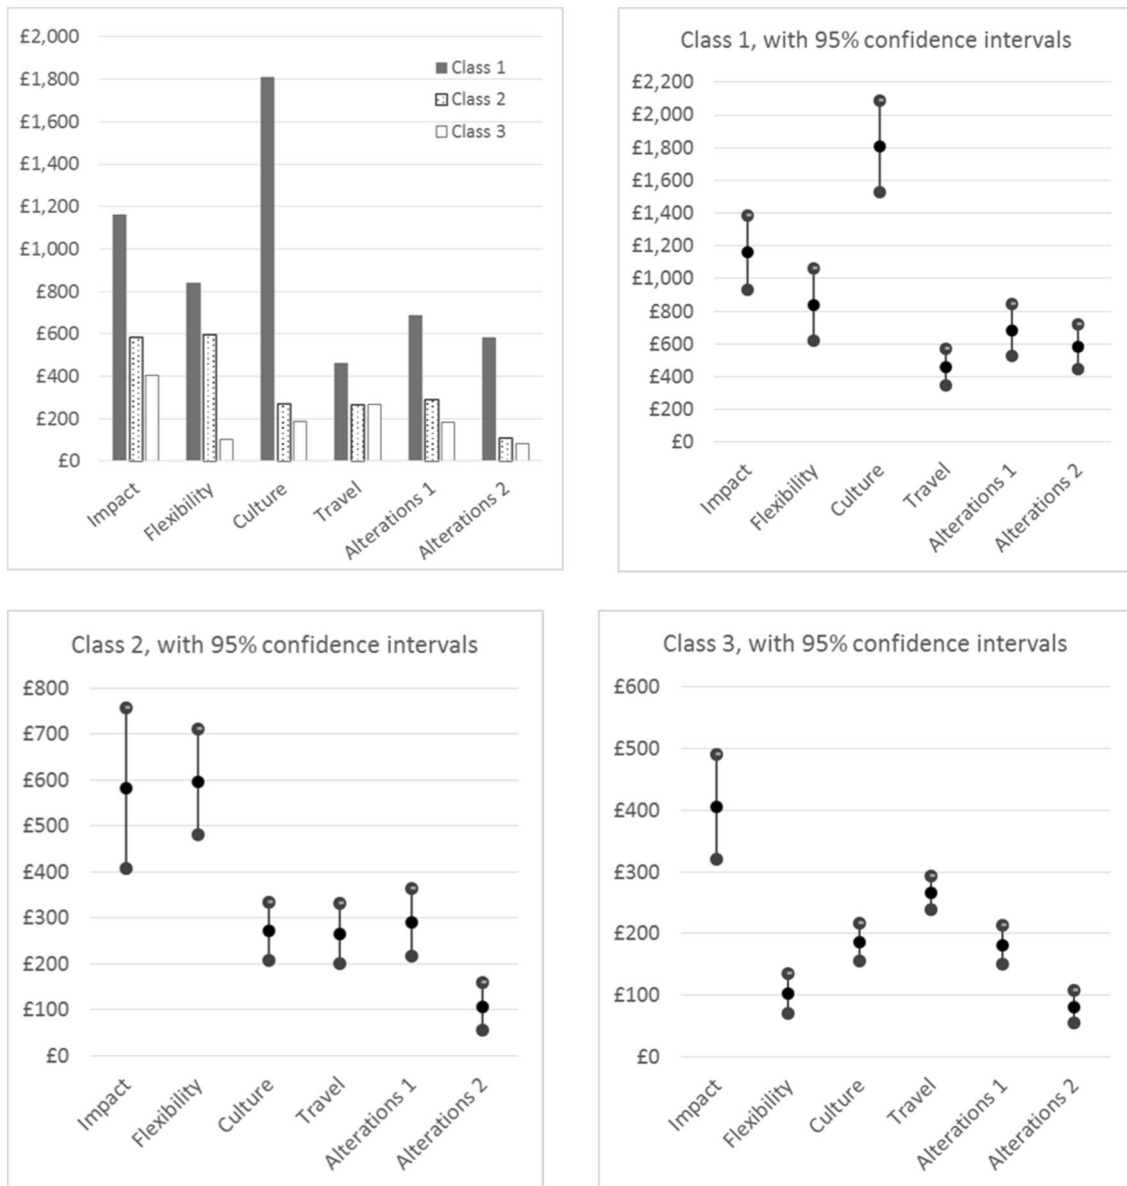 £2,000
£1,800
£1,600
£1,400
£1,200
£1,000
£800
£600
£400
£200
£0
Class 1
Class 2
Class 3
Impact
Flexibility
Culture
Travel
Alterations 1
Alterations 2
Class 1, with 95% confidence intervals
£2,200
£2,000
£1,800
£1,600
£1,400
£1,200
£1,000
£800
£600
£400
£200
£0
Impact
Flexibility
Culture
Travel
Alterations 1
Alterations 2
Class 2, with 95% confidence intervals
£800
£700
£600
£500
£400
£300
£200
£100
£0
Impact
Flexibility
Culture
Travel
Alterations 1
Alterations 2
Class 3, with 95% confidence intervals
£600
£500
£400
£300
£200
£100
£0
Impact
Flexibility
Culture
Travel
Alterations 1
Alterations 2